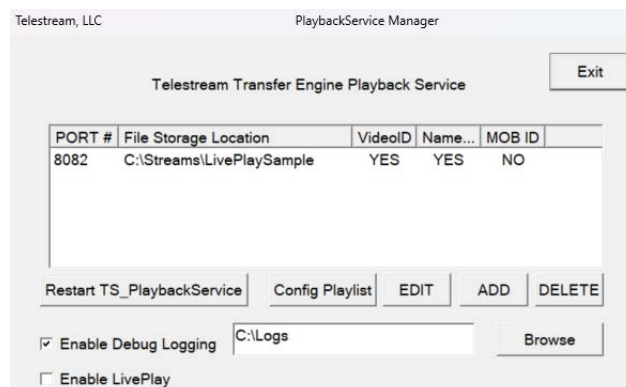 Telestream, LLC PlaybackService Manager
Exit
Telestream Transfer Engine Playback Service
PORT # File Storage Location VideoID Name... MOB ID
8082 C:\Streams\LivePlaySample YES YES NO
Restart TS_PlaybackService Config Playlist EDIT ADD DELETE
Enable Debug Logging C:\Logs Browse
Enable LivePlay